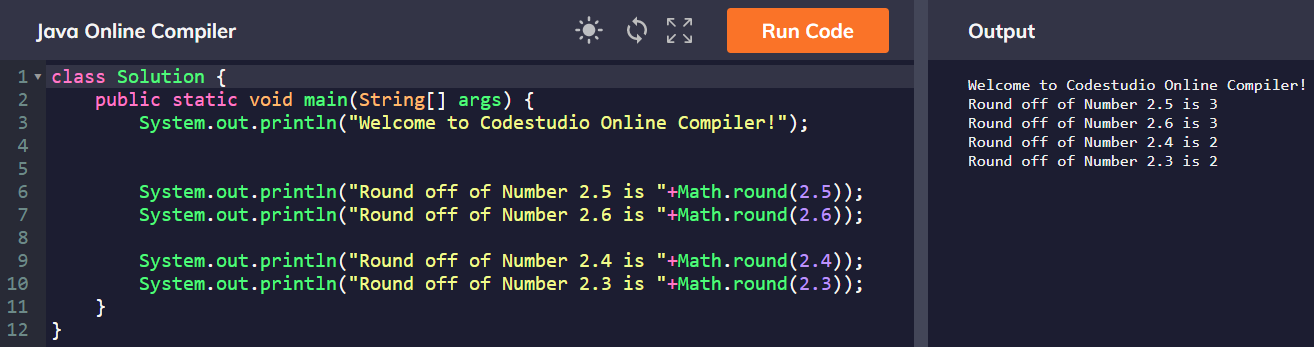 Java Online Compiler
Run Code
1 class Solution {
2     public static void main(String[] args) {
3         System.out.println("Welcome to Codestudio Online Compiler!");
4
5
6         System.out.println("Round off of Number 2.5 is "+Math.round(2.5));
7         System.out.println("Round off of Number 2.6 is "+Math.round(2.6));
8
9         System.out.println("Round off of Number 2.4 is "+Math.round(2.4));
10         System.out.println("Round off of Number 2.3 is "+Math.round(2.3));
11     }
12 }
Output
Welcome to Codestudio Online Compiler!
Round off of Number 2.5 is 3
Round off of Number 2.6 is 3
Round off of Number 2.4 is 2
Round off of Number 2.3 is 2